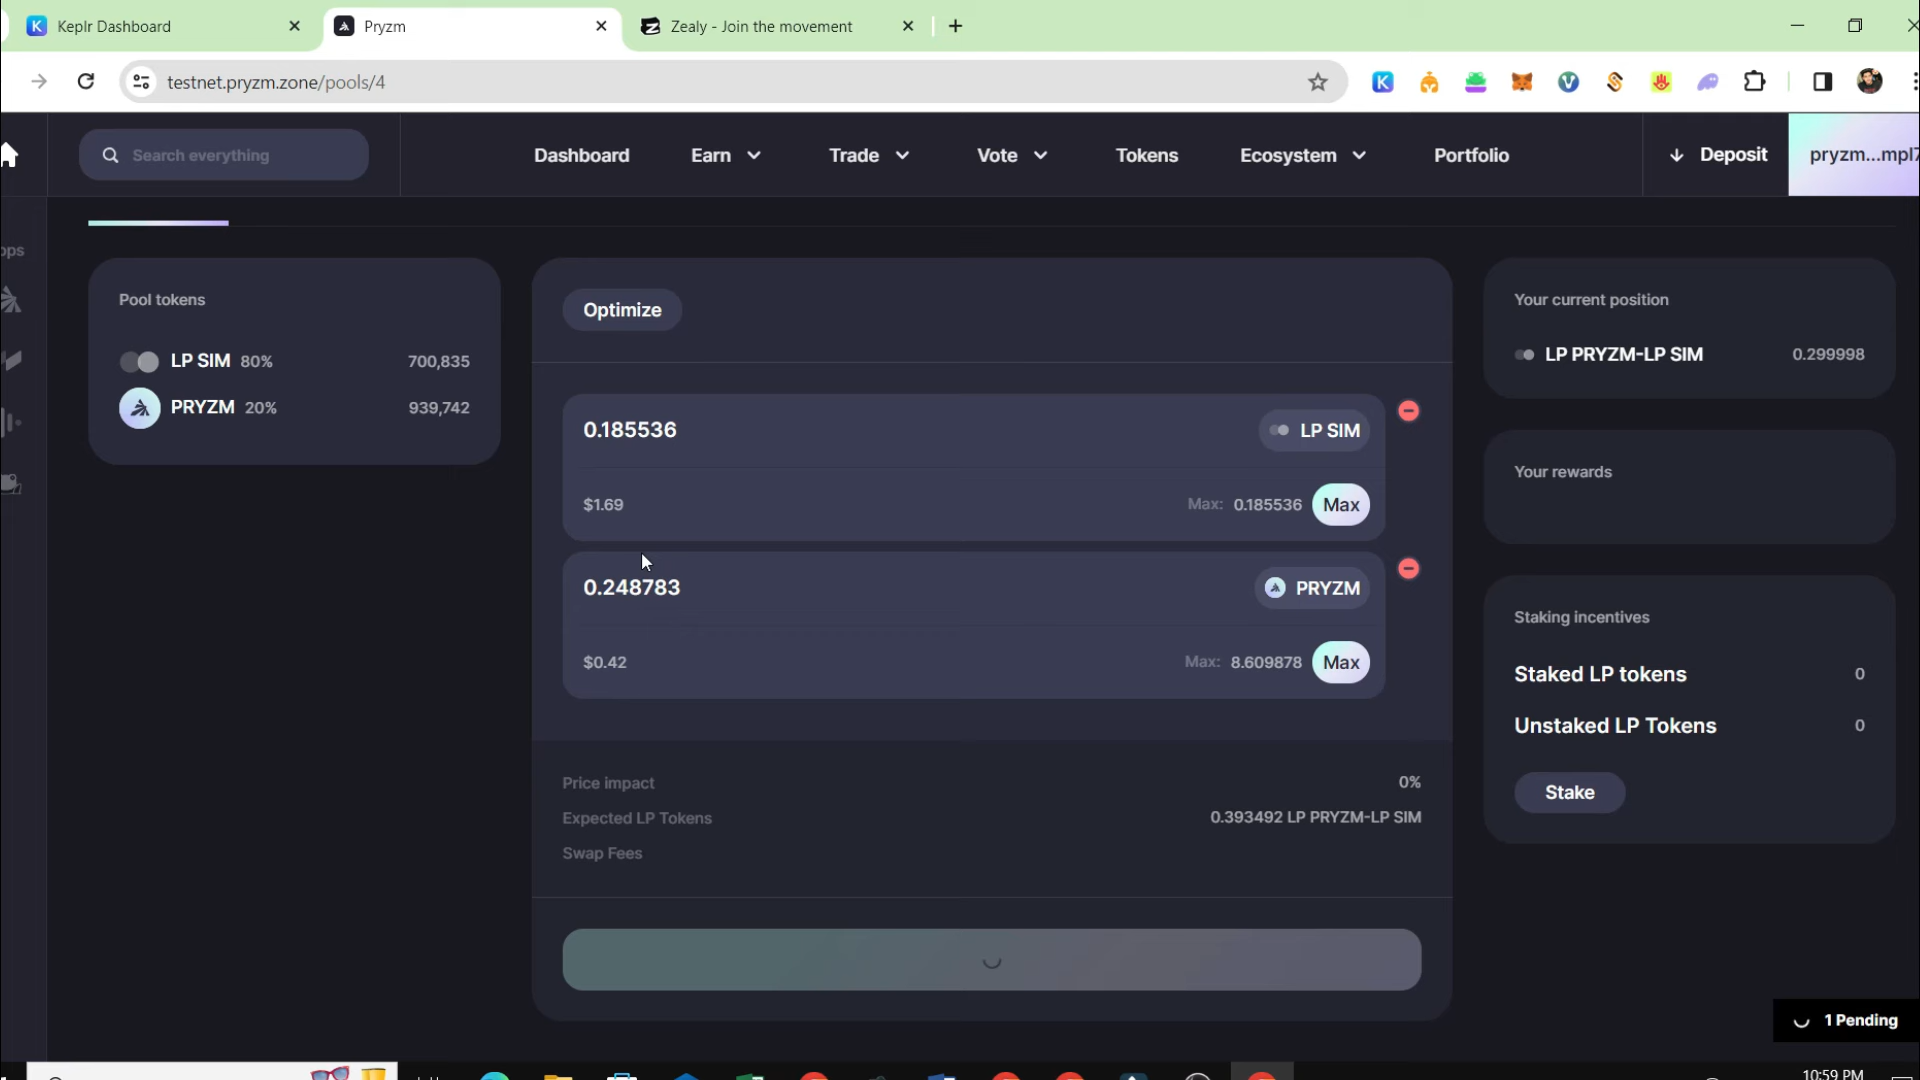 Keplr Dashboard
Pryzm
Zealy - Join the movement
testnet.pryzm.zone/pools/4
Search everything
Dashboard
Earn
Trade
Vote
Tokens
Ecosystem
Portfolio
Deposit
pryzm...mpl7
ops
Pool tokens
LP SIM 80% 700,835
PRYZM 20% 939,742
Optimize
0.185536 LP SIM
$1.69 Max: 0.185536 Max
0.248783 PRYZM
$0.42 Max: 8.609878 Max
Price impact 0%
Expected LP Tokens 0.393492 LP PRYZM-LP SIM
Swap Fees
Your current position
LP PRYZM-LP SIM 0.299998
Your rewards
Staking incentives
Staked LP tokens 0
Unstaked LP Tokens 0
Stake
1 Pending
10:59 PM